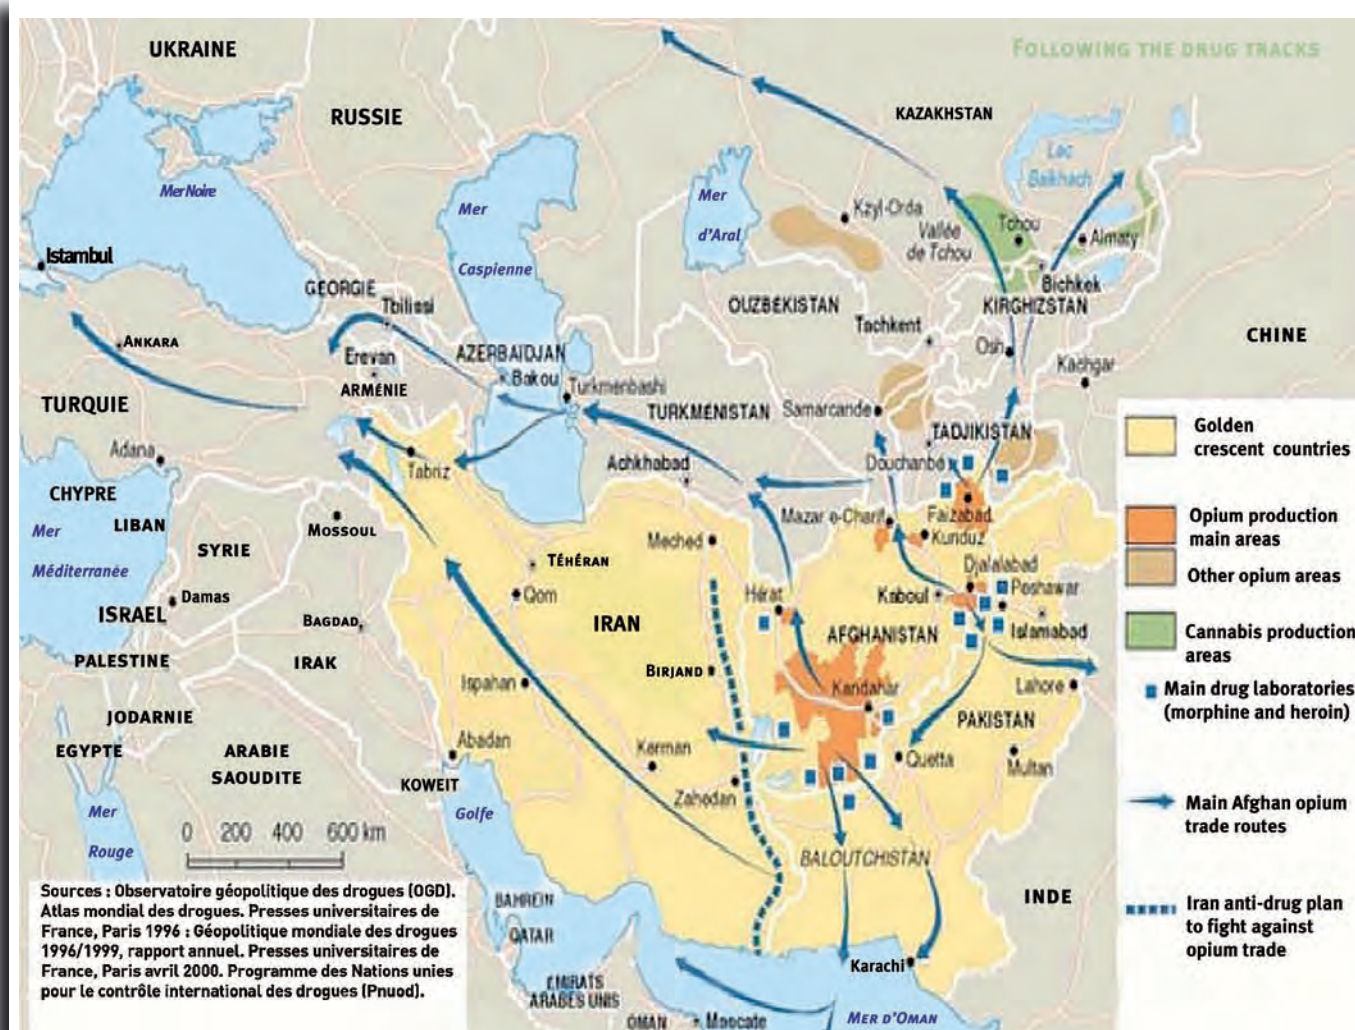 FOLLOWING THE DRUG TRACKS
UKRAINE
RUSSIE
KAZAKHSTAN
Lac
Balkhach
Mer Noire
Mer
Caspienne
Mer
d'Aral
Kzyl-Orda
Vallée
de Tchou
Tchou
Almaty
Istambul
GEORGIE
Tbilissi
Bichkek
KIRGHIZSTAN
OUZBEKISTAN
Tachkent
Osh
CHINE
ANKARA
Erevan
ARMÉNIE
AZERBAÏDJAN
Bakou
Turkmenbashi
Kachgar
TURQUIE
TURKMÉNISTAN
Samarcande
TADJIKISTAN
Adana
Tabriz
Achkhabad
Douchanbé
CHYPRE
LIBAN
Mer
Méditerranée
SYRIE
MOSSOUL
Mazar e-Charif
Faizabad
Kunduz
Meched
TÉHÉRAN
Qom
Djalalabad
Peshawar
Kaboul
Islamabad
Hérat
ISRAEL
Damas
BAGDAD
IRAN
AFGHANISTAN
PALESTINE
IRAK
BIRJAND
Ispahan
Kandahar
Lahore
JODARNIE
PAKISTAN
EGYPTE
ARABIE
SAOUDITE
Abadan
Kerman
Quetta
Multan
KOWEIT
Zahedan
Mer
Rouge
Golfe
0 200 400 600 km
BALOUTCHISTAN
INDE
BAHREIN
QATAR
Karachi
EMIRATS
ARABES UNIS
OMAN
Mascate
MER D'OMAN
Golden
crescent countries
Opium production
main areas
Other opium areas
Cannabis production
areas
Main drug laboratories
(morphine and heroin)
Main Afghan opium
trade routes
Iran anti-drug plan
to fight against
opium trade
Sources : Observatoire géopolitique des drogues (OGD).
Atlas mondial des drogues. Presses universitaires de
France, Paris 1996 : Géopolitique mondiale des drogues
1996/1999, rapport annuel. Presses universitaires de
France, Paris avril 2000. Programme des Nations unies
pour le contrôle international des drogues (Pnuod).